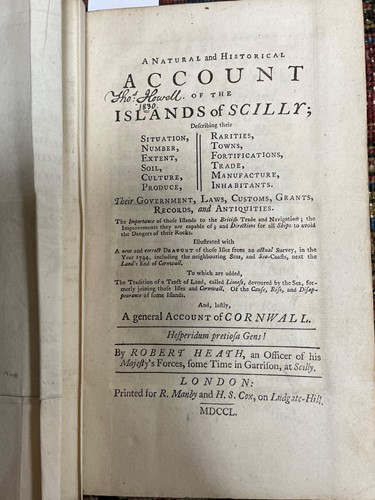 A NATURAL and HISTORICAL
ACCOUNT
Thos. Howell.
1830.
OF THE
ISLANDS of SCILLY;
Describing their
SITUATION,
NUMBER,
EXTENT,
SOIL,
CULTURE,
PRODUCE,
RARITIES,
TOWNS,
FORTIFICATIONS,
TRADE,
MANUFACTURE,
INHABITANTS.
Their GOVERNMENT, LAWS, CUSTOMS, GRANTS,
RECORDS, and ANTIQUITIES.
The Importance of those Islands to the British Trade and Navigation; the
Improvements they are capable of; and Directions for all Ships to avoid
the Dangers of their Rocks.
Illustrated with
A new and correct DRAUGHT of those Isles from an actual Survey, in the
Year 1744, including the neighbouring Seas, and Sea-Coasts, next the
Land's End of Cornwall.
To which are added,
The Tradition of a Tract of Land, called Lioness, devoured by the Sea, for-
merly joining those Isles and Cornwall. Of the Cause, Rise, and Disap-
pearance of some Islands.
And, lastly,
A general ACCOUNT of CORNWALL.
Hesperidum pretiosa Gens!
By ROBERT HEATH, an Officer of his
Majesty's Forces, some Time in Garrison, at Scilly.
LONDON:
Printed for R. Manby and H. S. Cox, on Ludgate-Hill.
MDCCL.